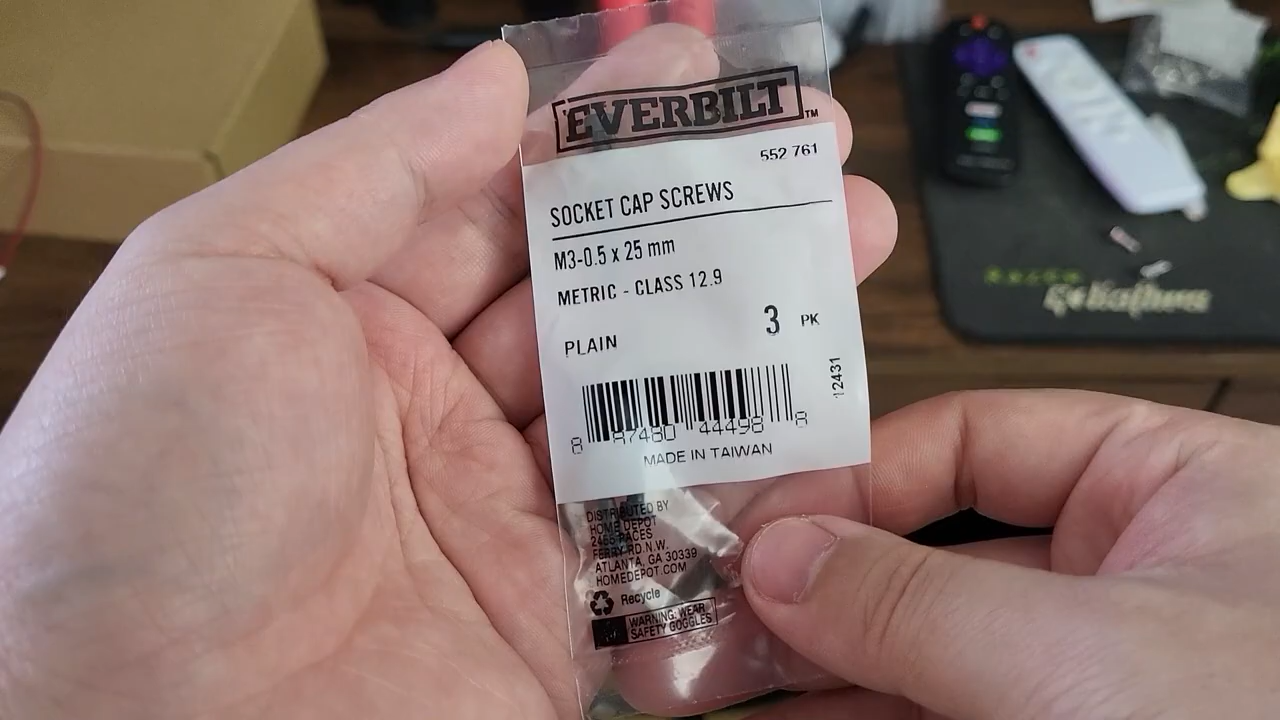 EVERBILT™
552 761
SOCKET CAP SCREWS
M3-0.5 x 25 mm
METRIC - CLASS 12.9
3 PK
PLAIN
12431
8 87480 44498 8
MADE IN TAIWAN
DISTRIBUTED BY
HOME DEPOT
2455 PACES
FERRY RD.N.W.
ATLANTA, GA 30339
HOMEDEPOT.COM
Recycle
WARNING: WEAR
SAFETY GOGGLES